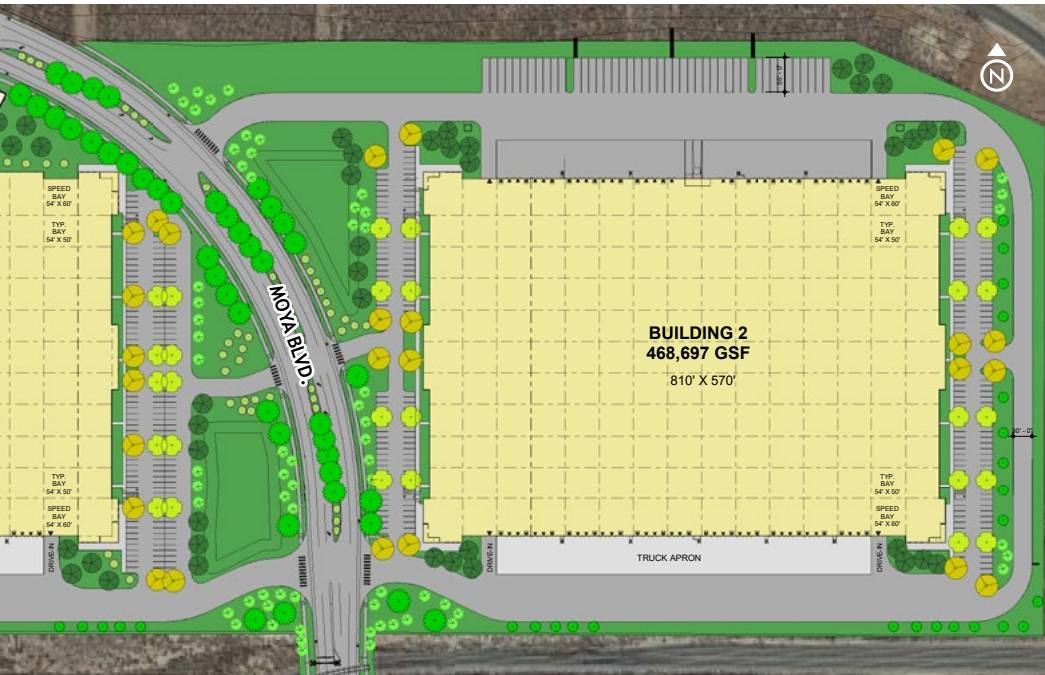 N
55' - 0"
SPEED
BAY
54' X 60'
TYP.
BAY
54' X 50'
SPEED
BAY
54' X 60'
TYP.
BAY
54' X 50'
MOYA BLVD.
BUILDING 2
468,697 GSF
810' X 570'
30' - 0"
TYP.
BAY
54' X 50'
SPEED
BAY
54' X 60'
TYP.
BAY
54' X 50'
SPEED
BAY
54' X 60'
DRIVE-IN
DRIVE-IN
TRUCK APRON
DRIVE-IN